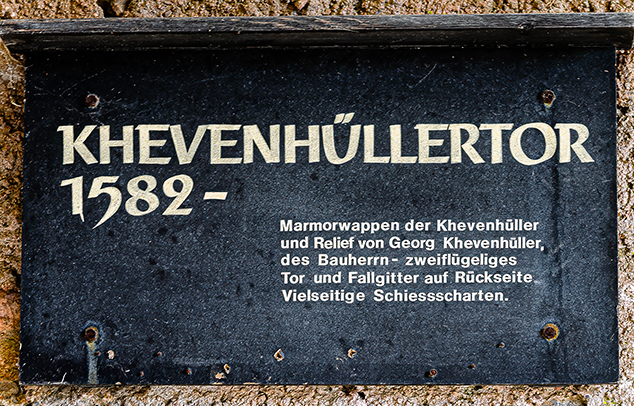 KHEVENHÜLLERTOR
1582-
Marmorwappen der Khevenhüller
und Relief von Georg Khevenhüller,
des Bauherrn - zweiflügeliges
Tor und Fallgitter auf Rückseite.
Vielseitige Schiessscharten.